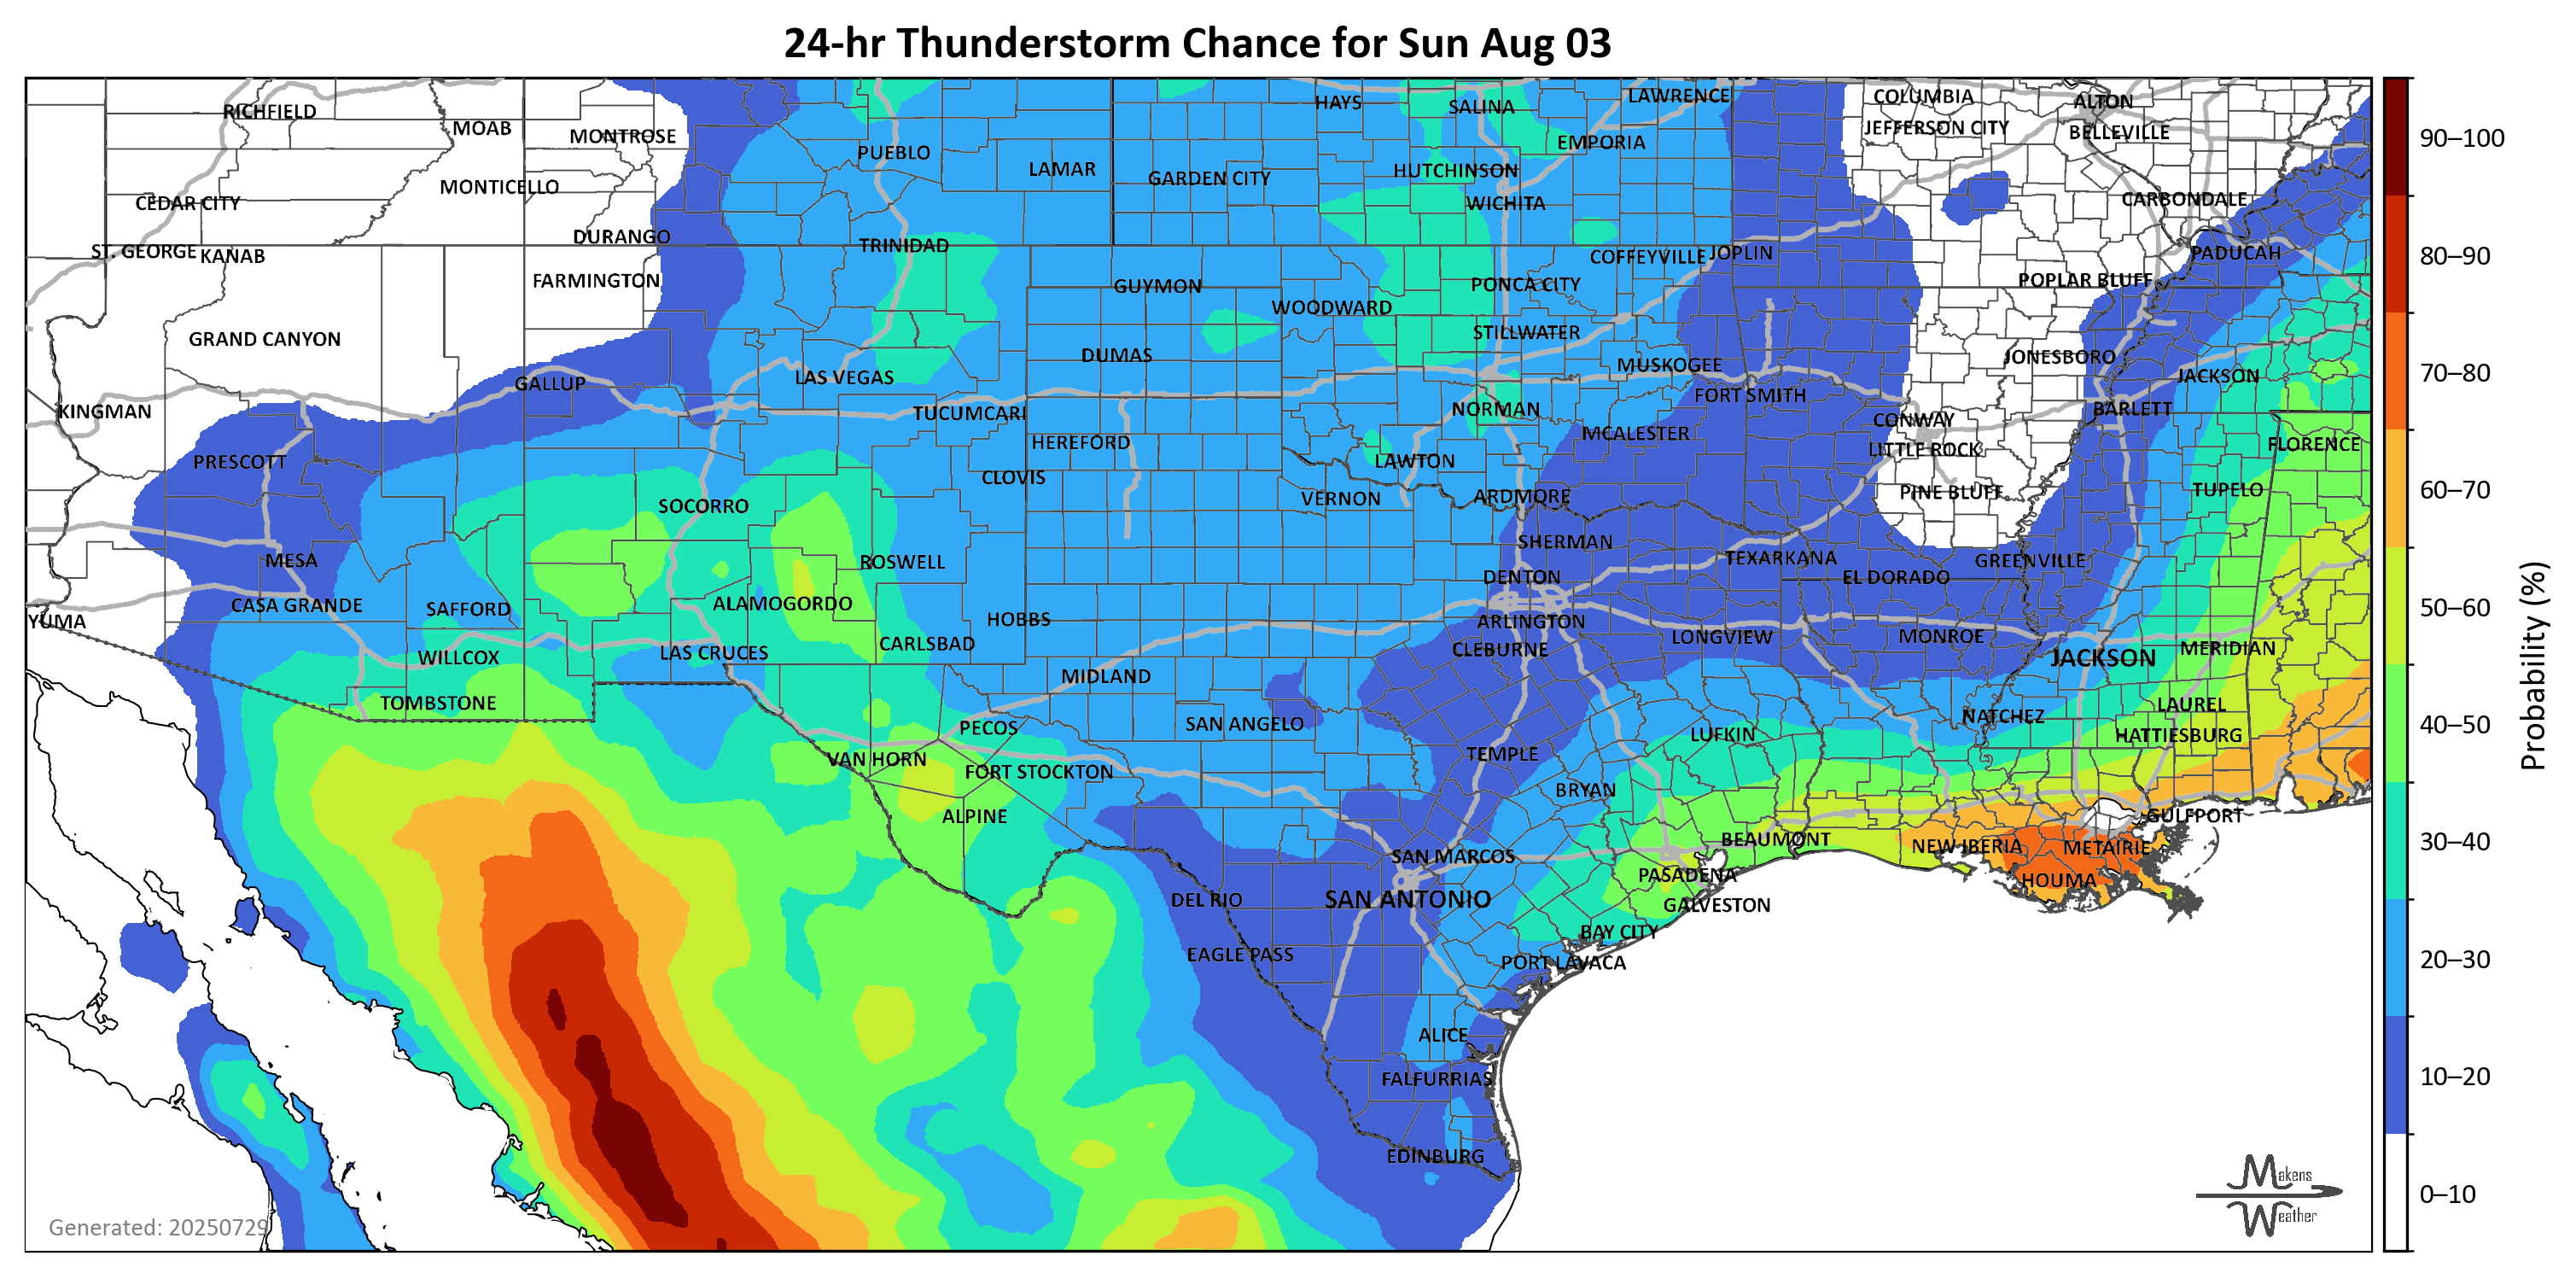 24-hr Thunderstorm Chance for Sun Aug 03
RICHFIELD
MOAB
MONTROSE
PUEBLO
LAMAR
GARDEN CITY
HAYS
SALINA
LAWRENCE
EMPORIA
HUTCHINSON
WICHITA
COLUMBIA
JEFFERSON CITY
ALTON
BELLEVILLE
CARBONDALE
MONTICELLO
CEDAR CITY
ST. GEORGE
KANAB
DURANGO
TRINIDAD
COFFEYVILLE
JOPLIN
PADUCAH
FARMINGTON
GUYMON
WOODWARD
PONCA CITY
POPLAR BLUFF
GRAND CANYON
DUMAS
STILLWATER
MUSKOGEE
JONESBORO
JACKSON
GALLUP
LAS VEGAS
TUCUMCARI
KINGMAN
NORMAN
FORT SMITH
BARLETT
CONWAY
PRESCOTT
HEREFORD
CLOVIS
LAWTON
MCALESTER
LITTLE ROCK
FLORENCE
SOCORRO
VERNON
ARDMORE
PINE BLUFF
TUPELO
MESA
ROSWELL
SHERMAN
TEXARKANA
GREENVILLE
DENTON
EL DORADO
CASA GRANDE
SAFFORD
ALAMOGORDO
YUMA
HOBBS
ARLINGTON
LONGVIEW
MONROE
WILLCOX
LAS CRUCES
CARLSBAD
CLEBURNE
JACKSON
MERIDIAN
TOMBSTONE
MIDLAND
PECOS
SAN ANGELO
LUFKIN
NATCHEZ
LAUREL
HATTIESBURG
VAN HORN
FORT STOCKTON
TEMPLE
BRYAN
ALPINE
GULFPORT
SAN MARCOS
BEAUMONT
NEW IBERIA
METAIRIE
PASADENA
HOUMA
DEL RIO
SAN ANTONIO
GALVESTON
BAY CITY
EAGLE PASS
PORT LAVACA
ALICE
FALFURRIAS
EDINBURG
Generated: 20250729
Makens
Weather
90–100
80–90
70–80
60–70
50–60
40–50
30–40
20–30
10–20
0–10
Probability (%)